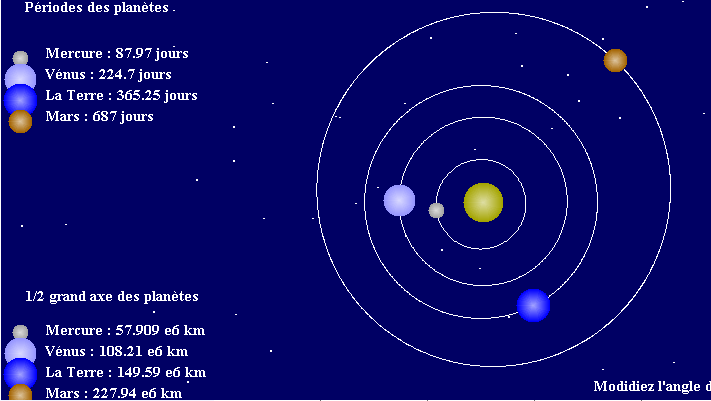 Périodes des planètes
Mercure : 87.97 jours
Vénus : 224.7 jours
La Terre : 365.25 jours
Mars : 687 jours
1/2 grand axe des planètes
Mercure : 57.909 e6 km
Vénus : 108.21 e6 km
La Terre : 149.59 e6 km
Mars : 227.94 e6 km
Modidiez l'angle d